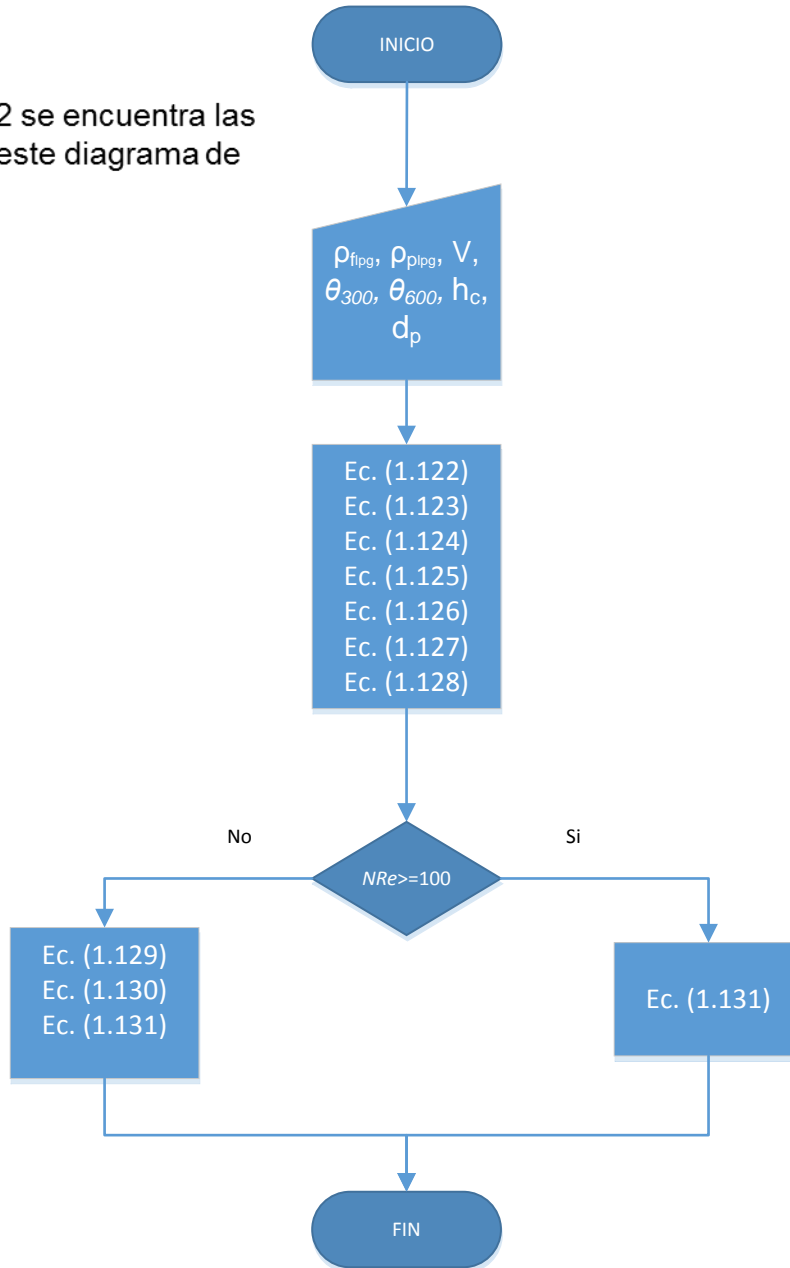 INICIO
2 se encuentra las
este diagrama de
ρflpg, ρplpg, V,
θ300, θ600, hc,
dp
Ec. (1.122)
Ec. (1.123)
Ec. (1.124)
Ec. (1.125)
Ec. (1.126)
Ec. (1.127)
Ec. (1.128)
No
Si
NRe>=100
Ec. (1.129)
Ec. (1.130)
Ec. (1.131)
Ec. (1.131)
FIN